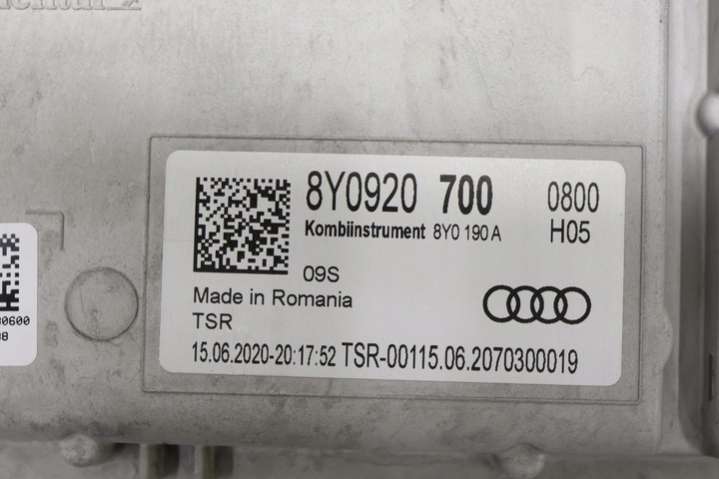 8Y0920 700 0800
Kombiinstrument 8Y0 190 A H05
09S
Made in Romania
TSR
15.06.2020-20:17:52 TSR-00115.06.2070300019